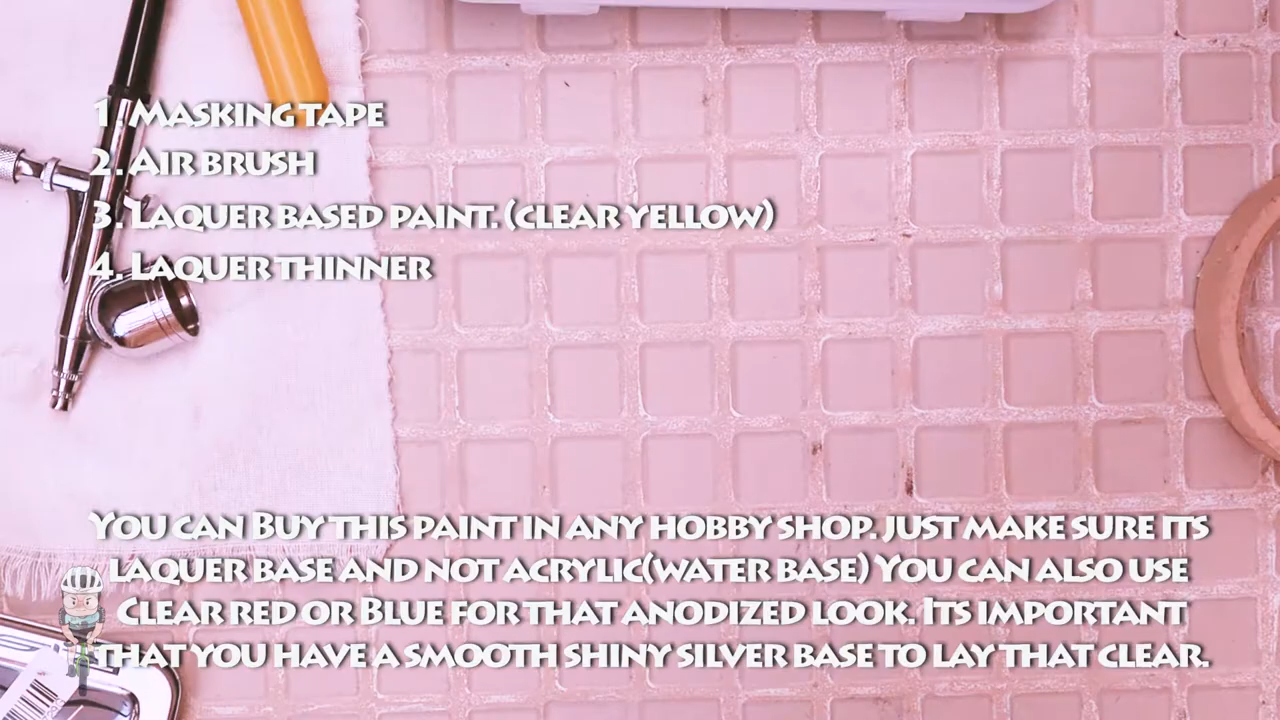 1. Masking tape
2. Air brush
3. Laquer based paint. (clear yellow)
4. Laquer thinner
You can Buy this paint in any hobby shop. just make sure its
laquer base and not acrylic(water base) You can also use
Clear red or Blue for that anodized look. Its important
that you have a smooth shiny silver base to lay that clear.